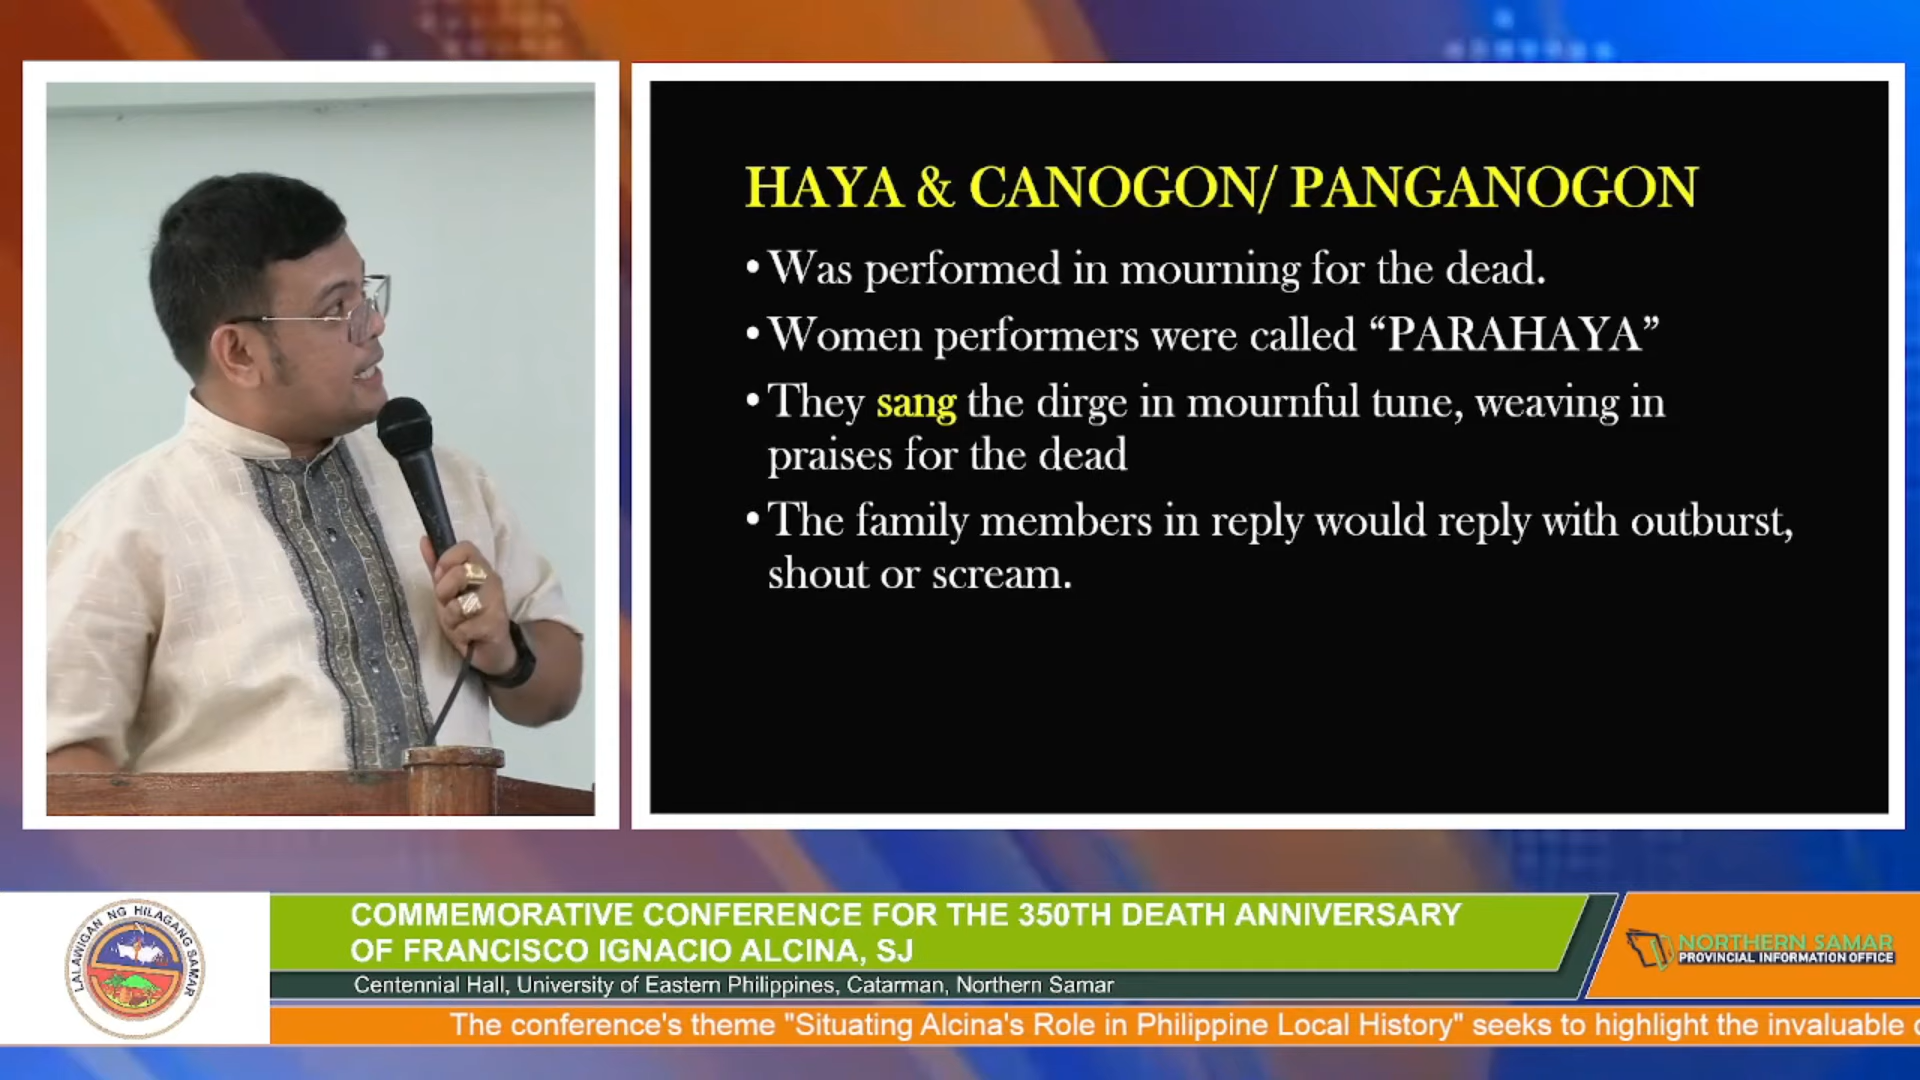 HAYA & CANOGON/ PANGANOGON
• Was performed in mourning for the dead.
• Women performers were called “PARAHAYA”
• They sang the dirge in mournful tune, weaving in
praises for the dead
• The family members in reply would reply with outburst,
shout or scream.
LALAWIGAN NG HILAGANG SAMAR
COMMEMORATIVE CONFERENCE FOR THE 350TH DEATH ANNIVERSARY
OF FRANCISCO IGNACIO ALCINA, SJ
Centennial Hall, University of Eastern Philippines, Catarman, Northern Samar
NORTHERN SAMAR
PROVINCIAL INFORMATION OFFICE
The conference's theme "Situating Alcina's Role in Philippine Local History" seeks to highlight the invaluable